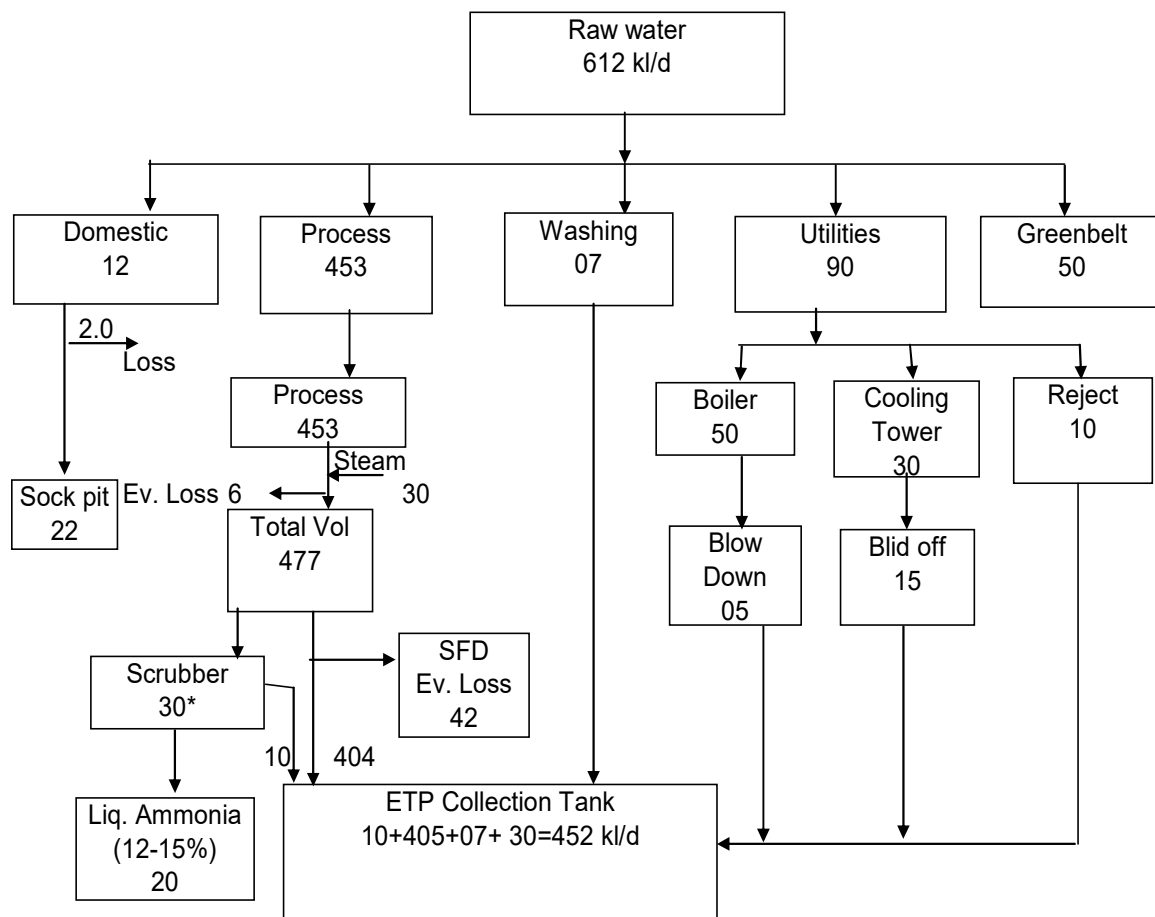 Raw water
612 kl/d
Domestic
12
Process
453
Washing
07
Utilities
90
Greenbelt
50
2.0
Loss
Process
453
Boiler
50
Cooling
Tower
30
Reject
10
Steam
30
Ev. Loss 6
Sock pit
22
Total Vol
477
Blow
Down
05
Blid off
15
Scrubber
30*
SFD
Ev. Loss
42
10
404
Liq. Ammonia
(12-15%)
20
ETP Collection Tank
10+405+07+ 30=452 kl/d